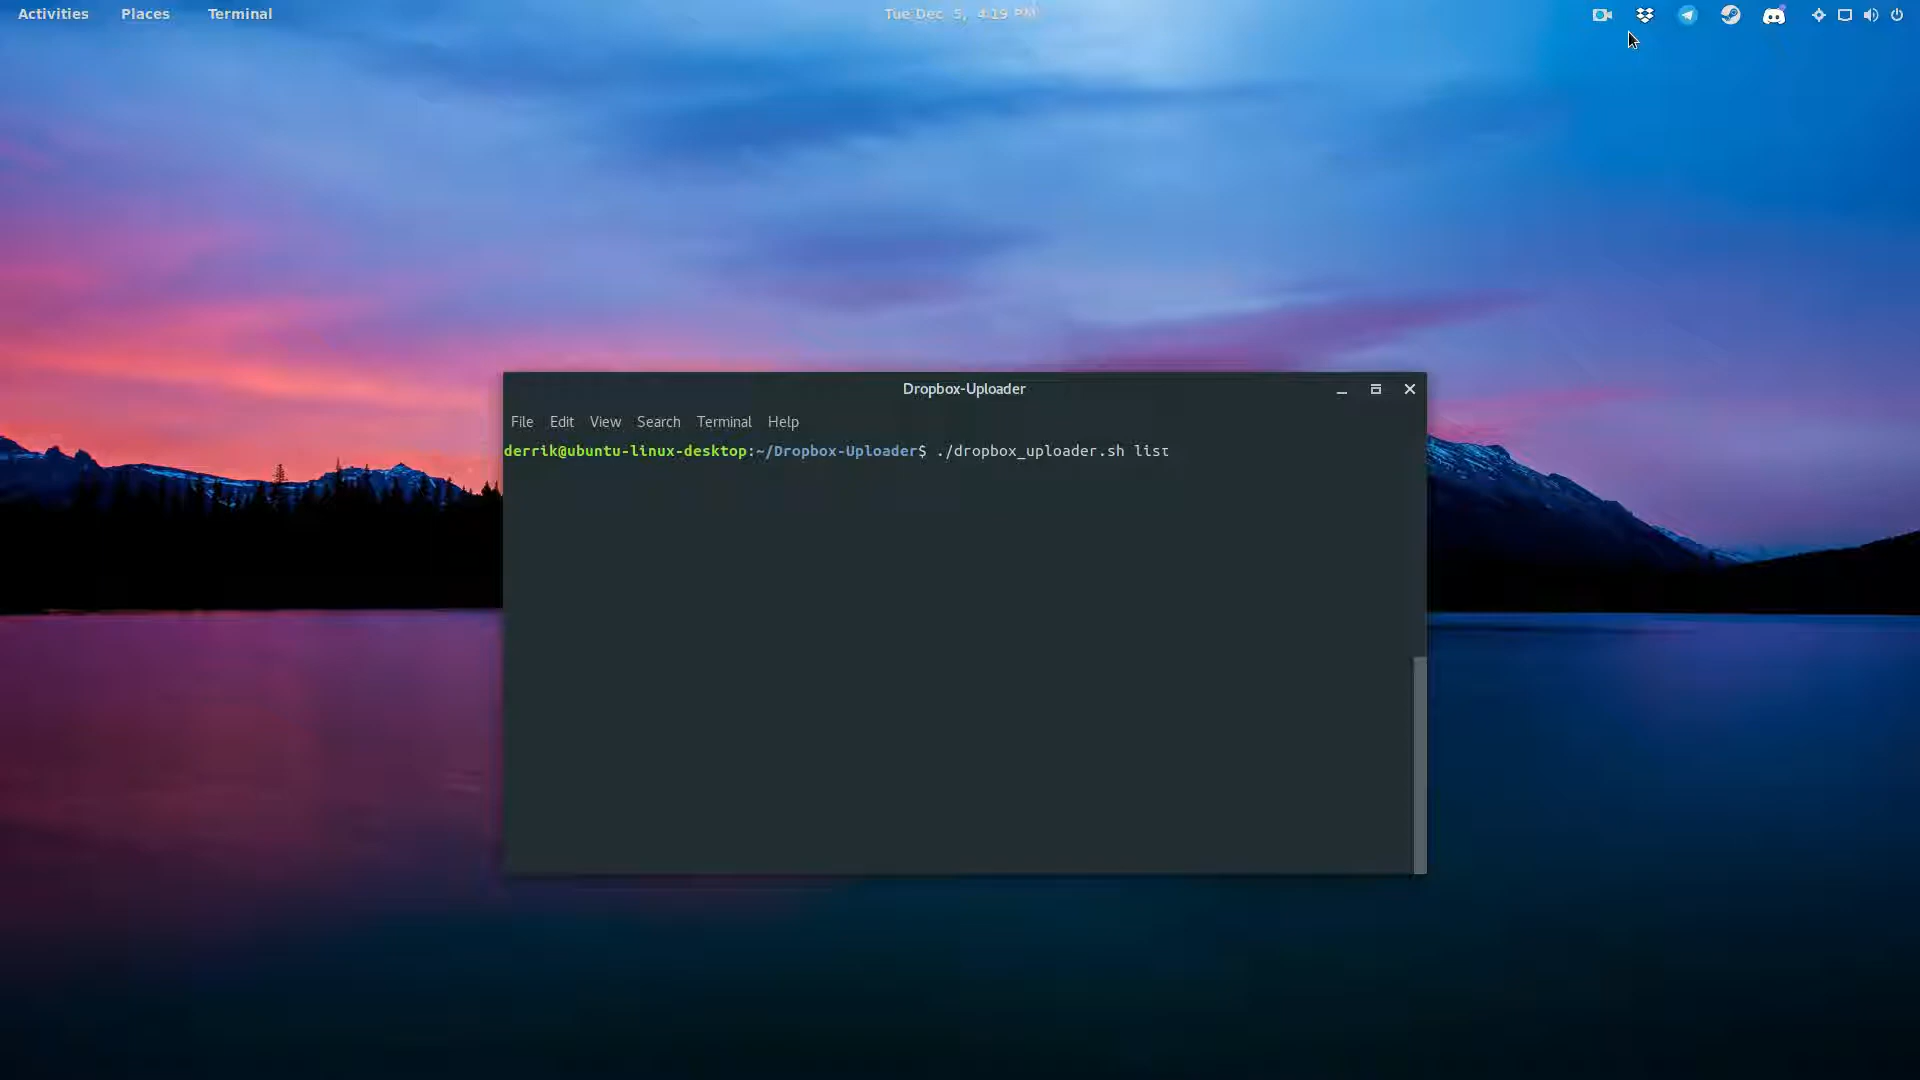 Activities Places Terminal Tue Dec 5, 4:19 PM
Dropbox-Uploader
File Edit View Search Terminal Help
derrik@ubuntu-linux-desktop:~/Dropbox-Uploader$ ./dropbox_uploader.sh list